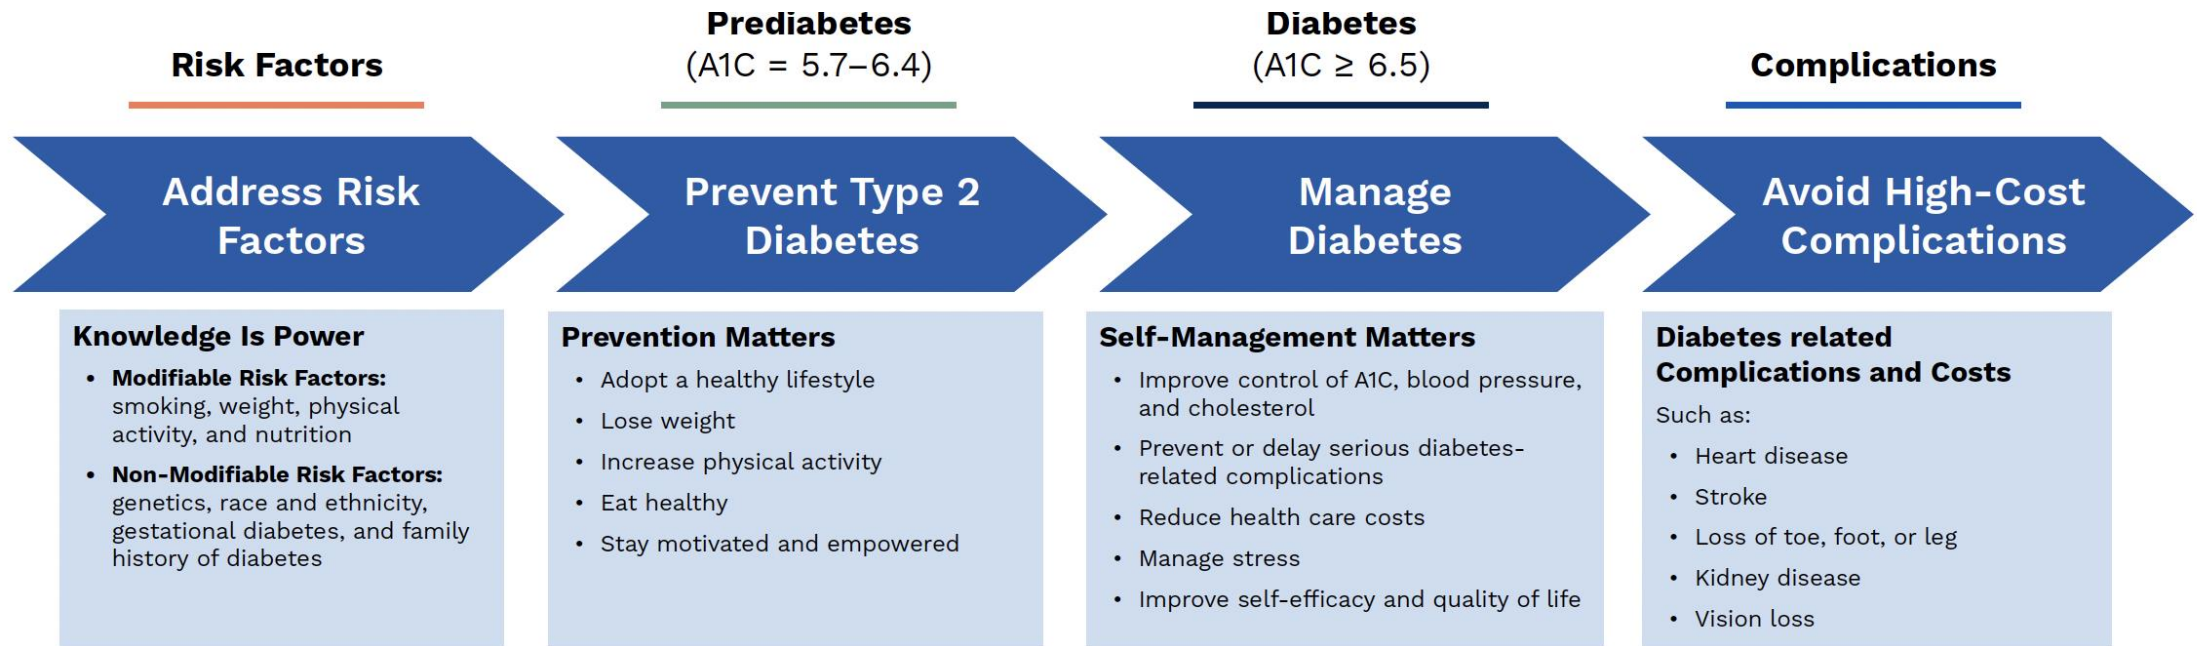 Risk Factors
Prediabetes
(A1C = 5.7–6.4)
Diabetes
(A1C ≥ 6.5)
Complications
Address Risk
Factors
Prevent Type 2
Diabetes
Manage
Diabetes
Avoid High-Cost
Complications
Knowledge Is Power
• Modifiable Risk Factors:
smoking, weight, physical
activity, and nutrition
• Non-Modifiable Risk Factors:
genetics, race and ethnicity,
gestational diabetes, and family
history of diabetes
Prevention Matters
• Adopt a healthy lifestyle
• Lose weight
• Increase physical activity
• Eat healthy
• Stay motivated and empowered
Self-Management Matters
• Improve control of A1C, blood pressure,
and cholesterol
• Prevent or delay serious diabetes-
related complications
• Reduce health care costs
• Manage stress
• Improve self-efficacy and quality of life
Diabetes related
Complications and Costs
Such as:
• Heart disease
• Stroke
• Loss of toe, foot, or leg
• Kidney disease
• Vision loss